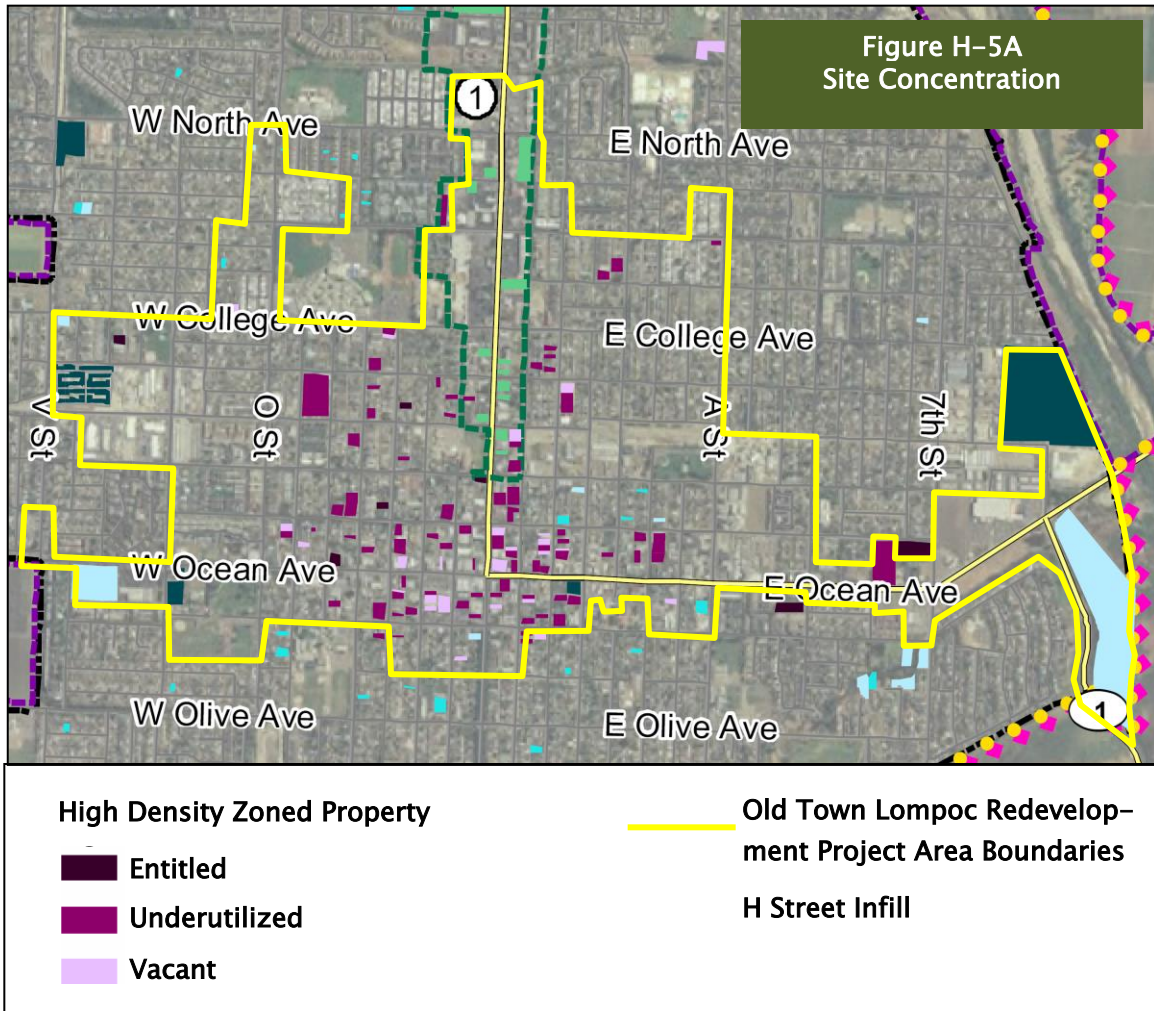 Figure H-5A
Site Concentration
1
W North Ave
E North Ave
W College Ave
E College Ave
V St
O St
A St
7th St
W Ocean Ave
E Ocean Ave
1
W Olive Ave
E Olive Ave
High Density Zoned Property
Entitled
Underutilized
Vacant
Old Town Lompoc Redevelop-
ment Project Area Boundaries
H Street Infill